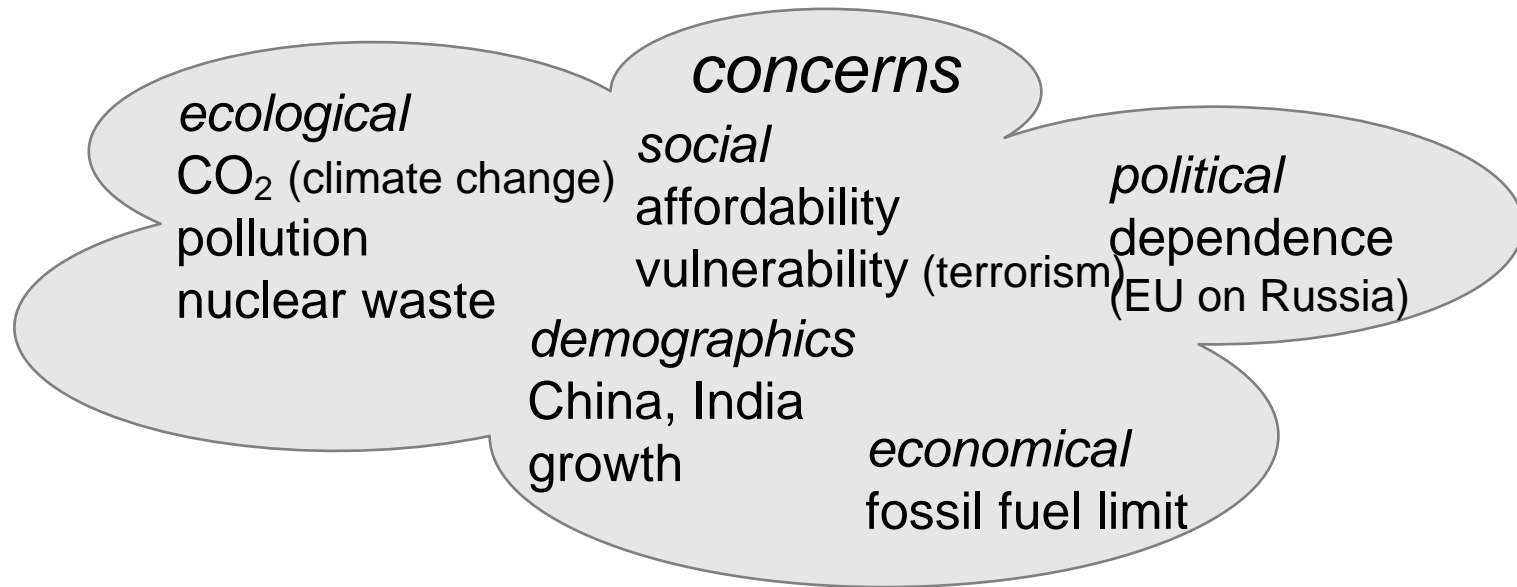 concerns
ecological
CO₂ (climate change)
pollution
nuclear waste
social
affordability
vulnerability (terrorism)
political
dependence
(EU on Russia)
demographics
China, India
growth
economical
fossil fuel limit